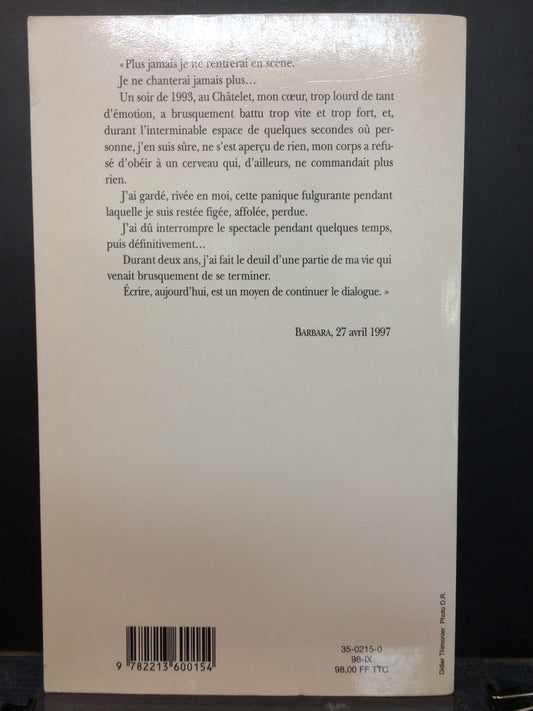 « Plus jamais je ne rentrerai en scène.
Je ne chanterai jamais plus…
Un soir de 1993, au Châtelet, mon cœur, trop lourd de tant
d’émotion, a brusquement battu trop vite et trop fort, et,
durant l’interminable espace de quelques secondes où per-
sonne, j’en suis sûre, ne s’est aperçu de rien, mon corps a refu-
sé d’obéir à un cerveau qui, d’ailleurs, ne commandait plus
rien.
J’ai gardé, rivée en moi, cette panique fulgurante pendant
laquelle je suis restée figée, affolée, perdue.
J’ai dû interrompre le spectacle pendant quelques temps,
puis définitivement…
Durant deux ans, j’ai fait le deuil d’une partie de ma vie qui
venait brusquement de se terminer.
Écrire, aujourd’hui, est un moyen de continuer le dialogue. »
BARBARA, 27 avril 1997
9 782213 600154
35-0215-0
98-IX
98,00 FF TTC
Didier Thimonier Photo D.R.